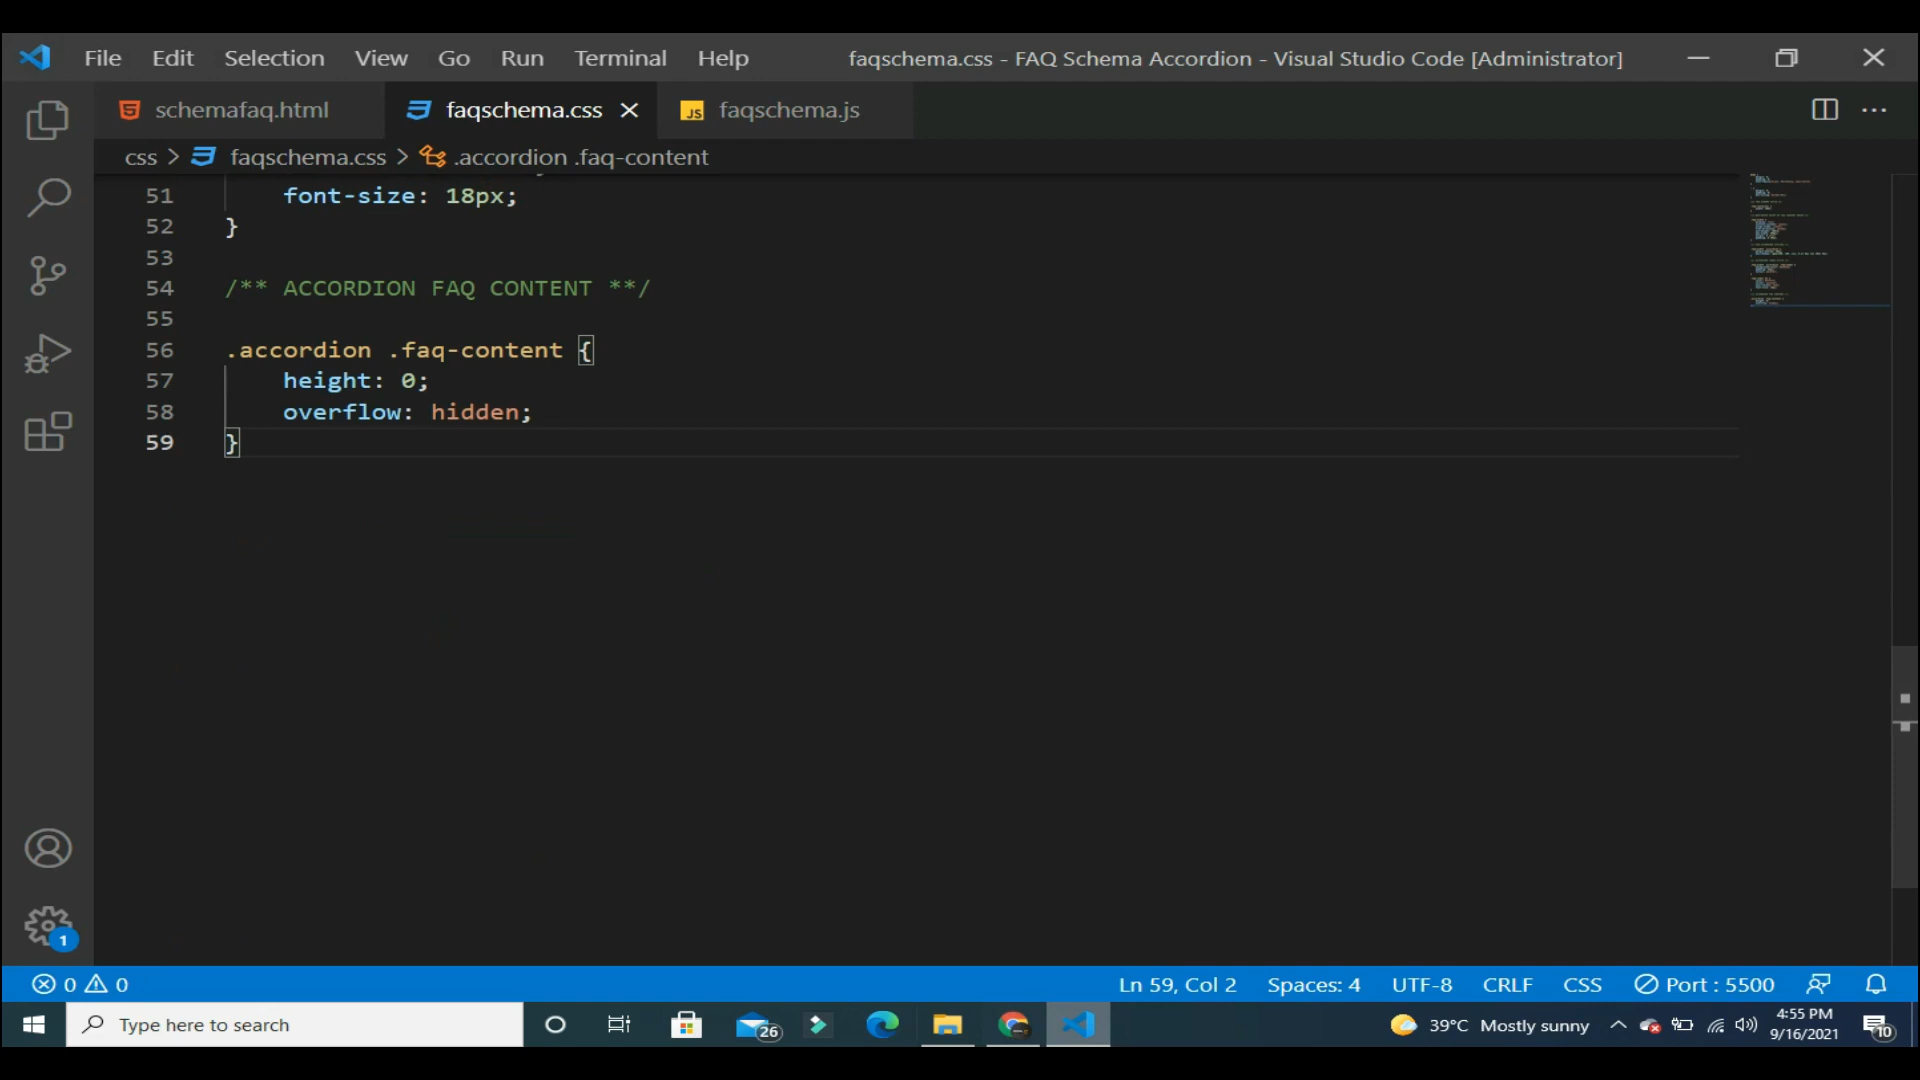 File Edit Selection View Go Run Terminal Help faqschema.css - FAQ Schema Accordion - Visual Studio Code [Administrator]
schemafaq.html faqschema.css JS faqschema.js
css > faqschema.css > .accordion .faq-content
51 font-size: 18px;
52 }
53
54 /** ACCORDION FAQ CONTENT **/
55
56 .accordion .faq-content {
57 height: 0;
58 overflow: hidden;
59 }
1
0 0 Ln 59, Col 2 Spaces: 4 UTF-8 CRLF CSS Port : 5500
Type here to search 26 39°C Mostly sunny 4:55 PM 10
9/16/2021